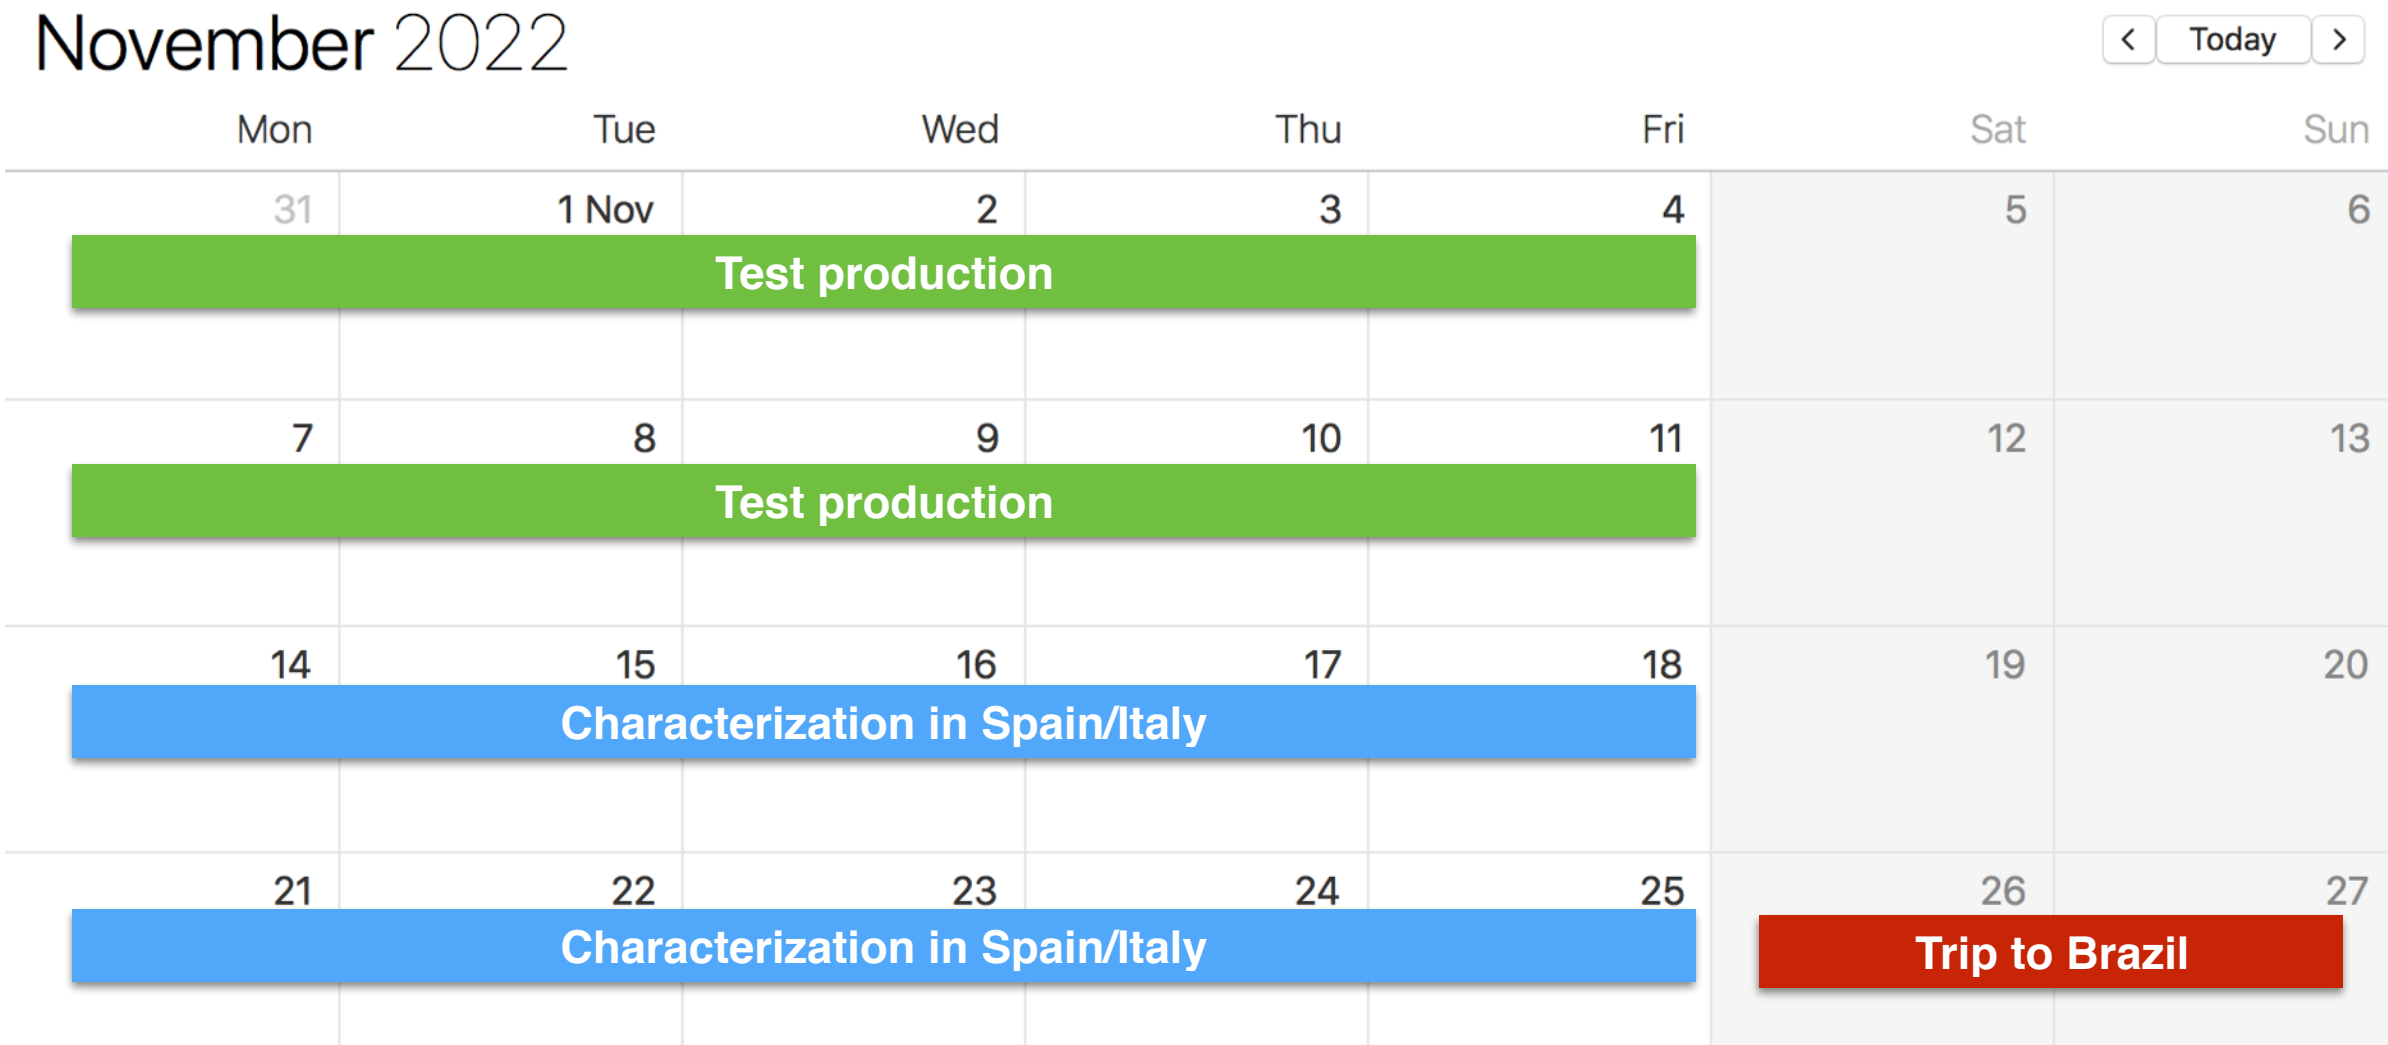 November 2022
< Today >
Mon Tue Wed Thu Fri Sat Sun
31 1 Nov 2 3 4 5 6
Test production
7 8 9 10 11 12 13
Test production
14 15 16 17 18 19 20
Characterization in Spain/Italy
21 22 23 24 25 26 27
Characterization in Spain/Italy Trip to Brazil